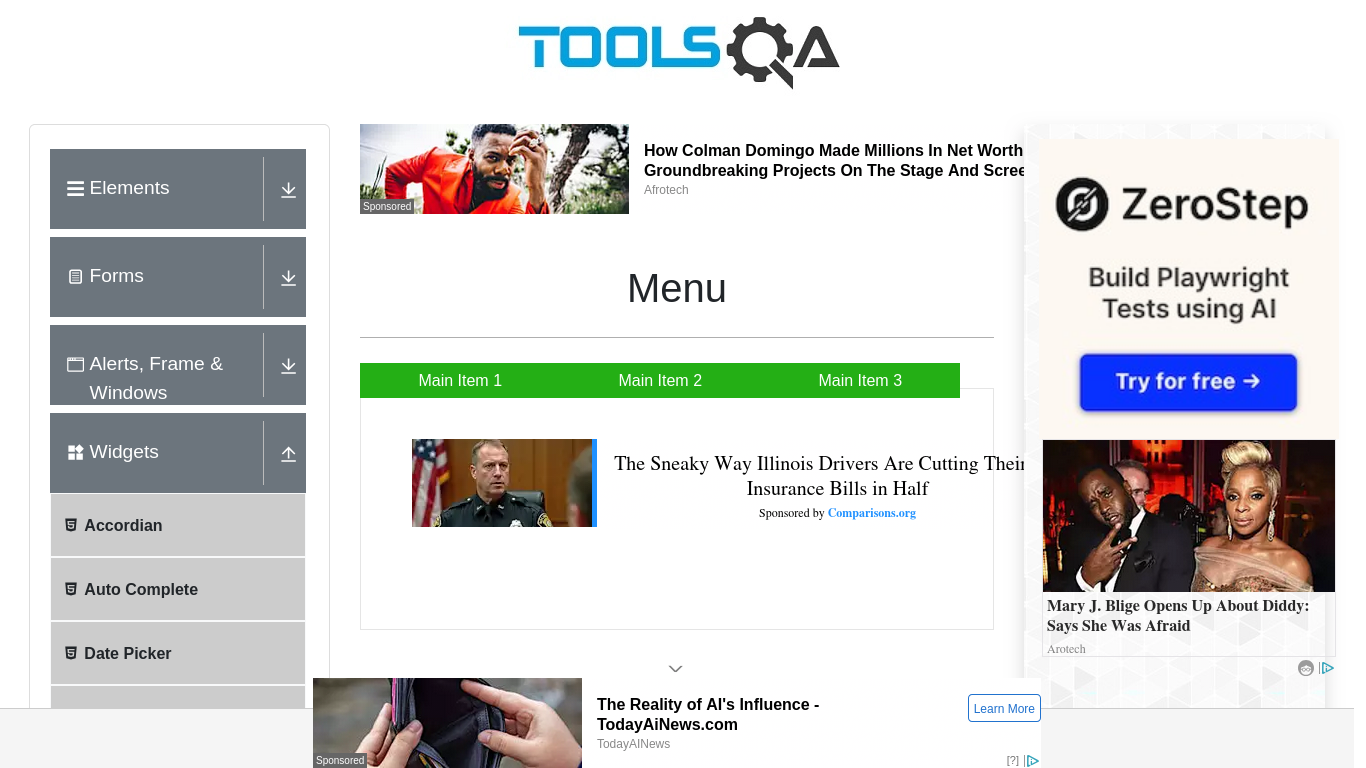 TOOLSQA
Elements
Forms
Alerts, Frame &
Windows
Widgets
Accordian
Auto Complete
Date Picker
Sponsored
How Colman Domingo Made Millions In Net Worth
Groundbreaking Projects On The Stage And Scree
Afrotech
Menu
Main Item 1
Main Item 2
Main Item 3
The Sneaky Way Illinois Drivers Are Cutting Their
Insurance Bills in Half
Sponsored by Comparisons.org
ZeroStep
Build Playwright
Tests using AI
Try for free →
Mary J. Blige Opens Up About Diddy:
Says She Was Afraid
Arotech
Sponsored
The Reality of AI's Influence -
TodayAiNews.com
TodayAINews
Learn More
[?]